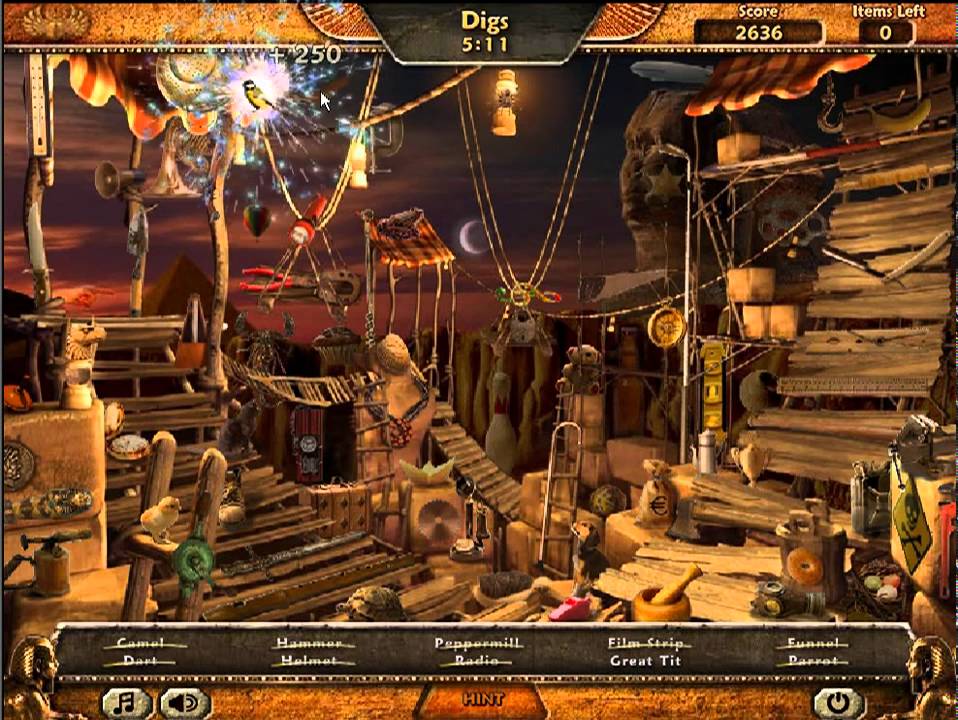 Digs
5:11
Score
2636
Items Left
0
+ 250
€
Camel Hammer Peppermill Film Strip Funnel
Dart Helmet Radio Great Tit Parrot
HINT